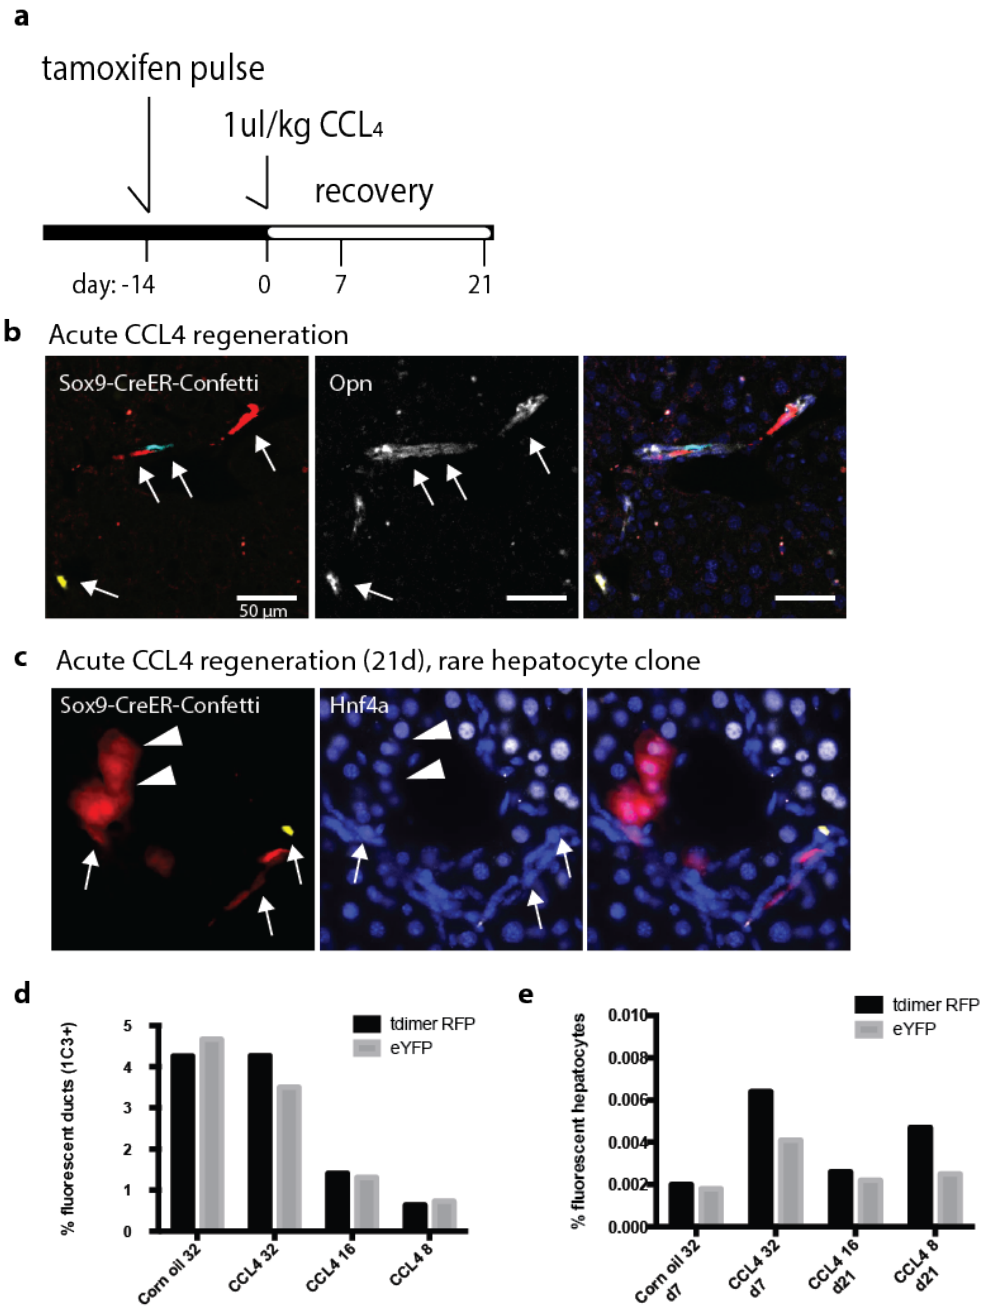 a
tamoxifen pulse
1ul/kg CCL4
recovery
day: -14 0 7 21
b Acute CCL4 regeneration
Sox9-CreER-Confetti Opn
50 µm
c Acute CCL4 regeneration (21d), rare hepatocyte clone
Sox9-CreER-Confetti Hnf4a
d
% fluorescent ducts (1C3+)
5
4
3
2
1
0
tdimer RFP
eYFP
Corn oil 32
CCL4 32
CCL4 16
CCL4 8
e
% fluorescent hepatocytes
0.010
0.008
0.006
0.004
0.002
0.000
tdimer RFP
eYFP
Corn oil 32
d7
CCL4 32
d7
CCL4 16
d21
CCL4 8
d21